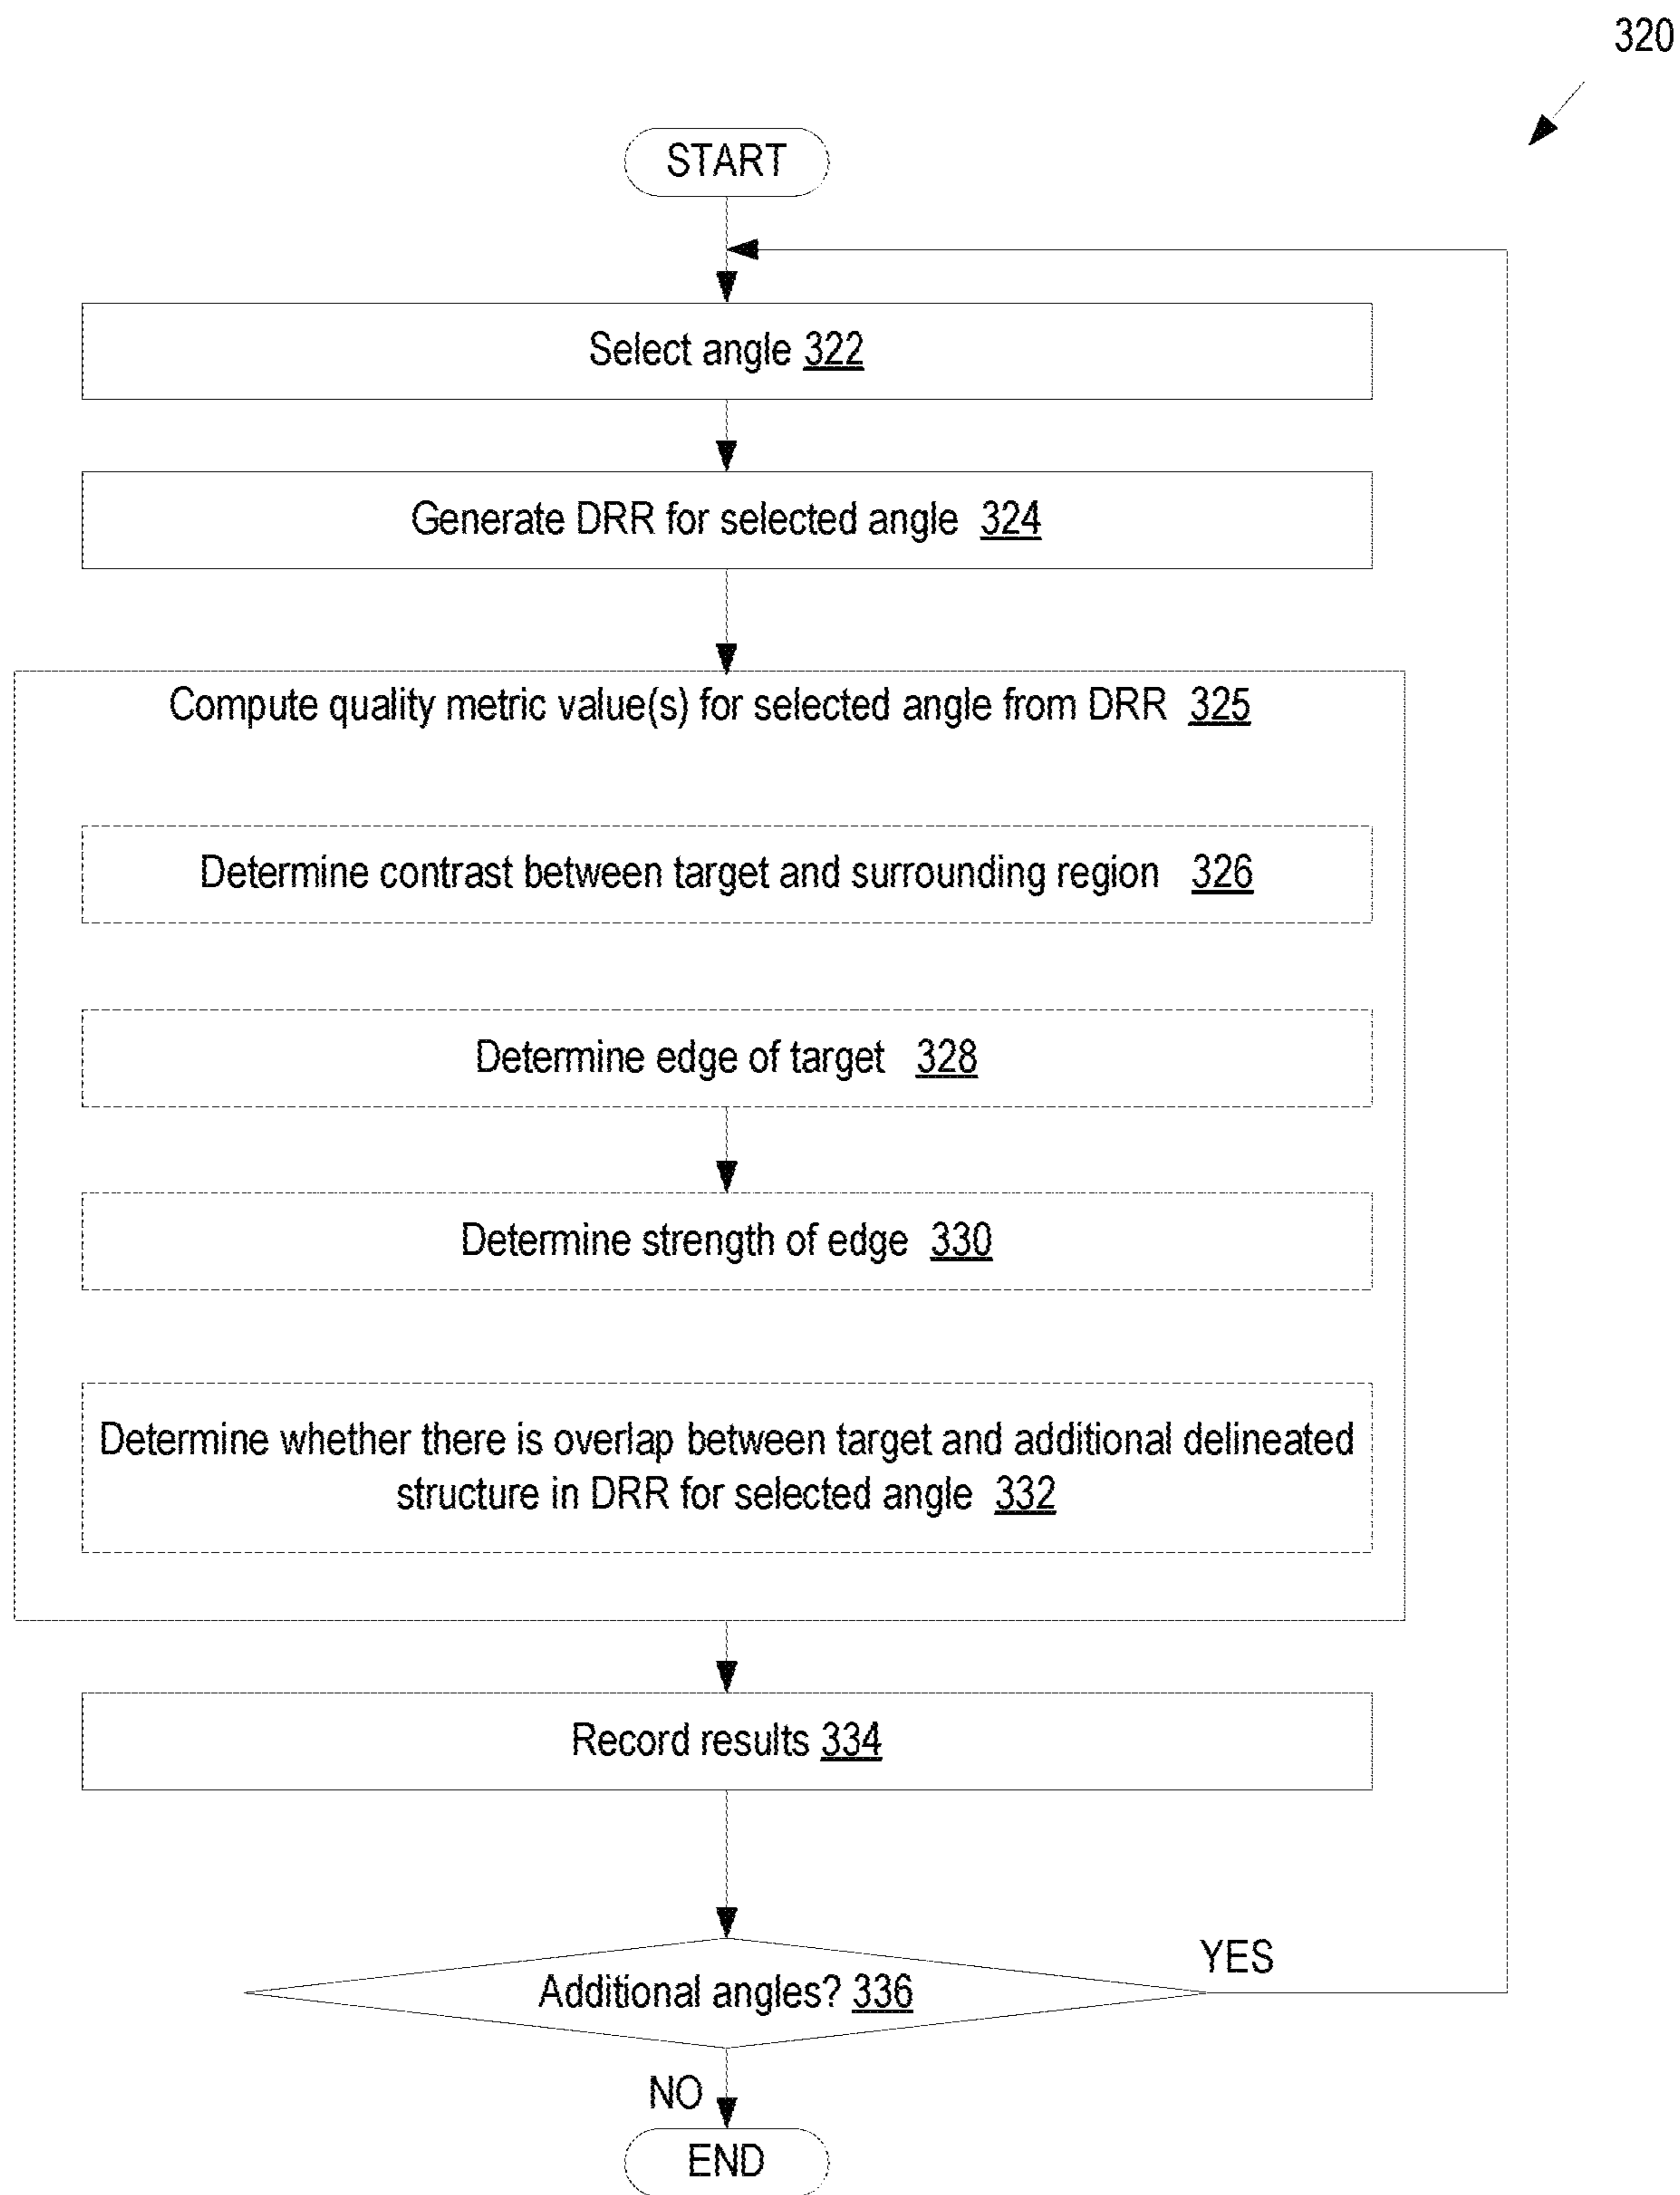 320
START
Select angle 322
Generate DRR for selected angle 324
Compute quality metric value(s) for selected angle from DRR 325
Determine contrast between target and surrounding region 326
Determine edge of target 328
Determine strength of edge 330
Determine whether there is overlap between target and additional delineated
structure in DRR for selected angle 332
Record results 334
Additional angles? 336
YES
NO
END